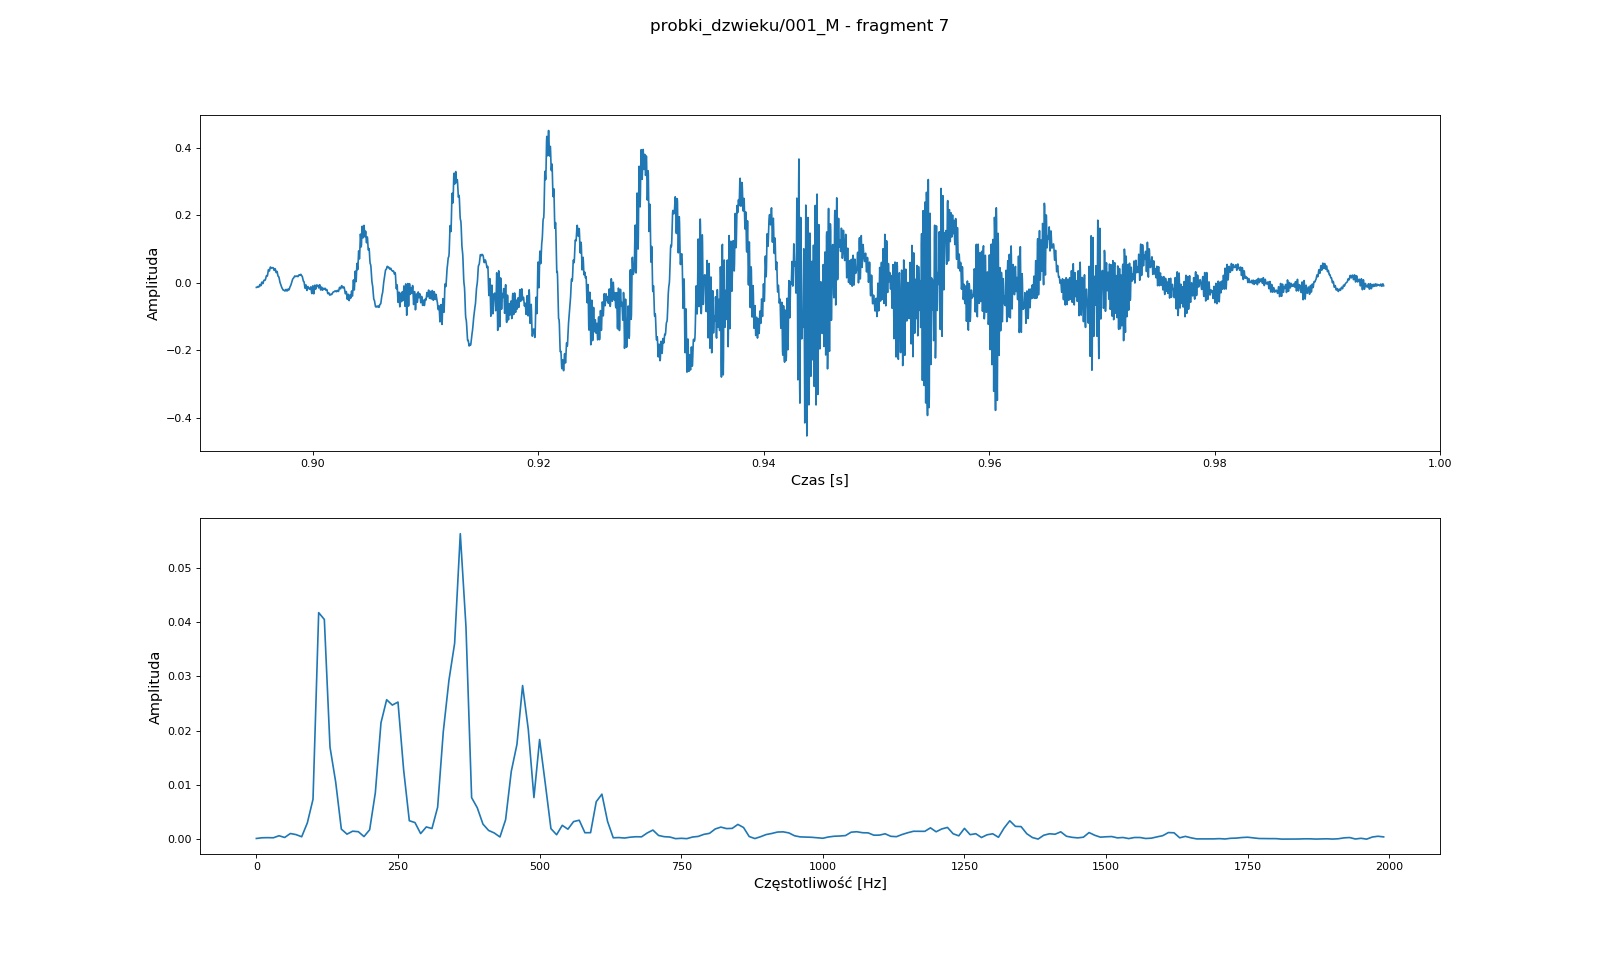 probki_dzwieku/001_M - fragment 7
Amplituda
0.4
0.2
0.0
−0.2
−0.4
0.90 0.92 0.94 0.96 0.98 1.00
Czas [s]
Amplituda
0.05
0.04
0.03
0.02
0.01
0.00
0 250 500 750 1000 1250 1500 1750 2000
Częstotliwość [Hz]